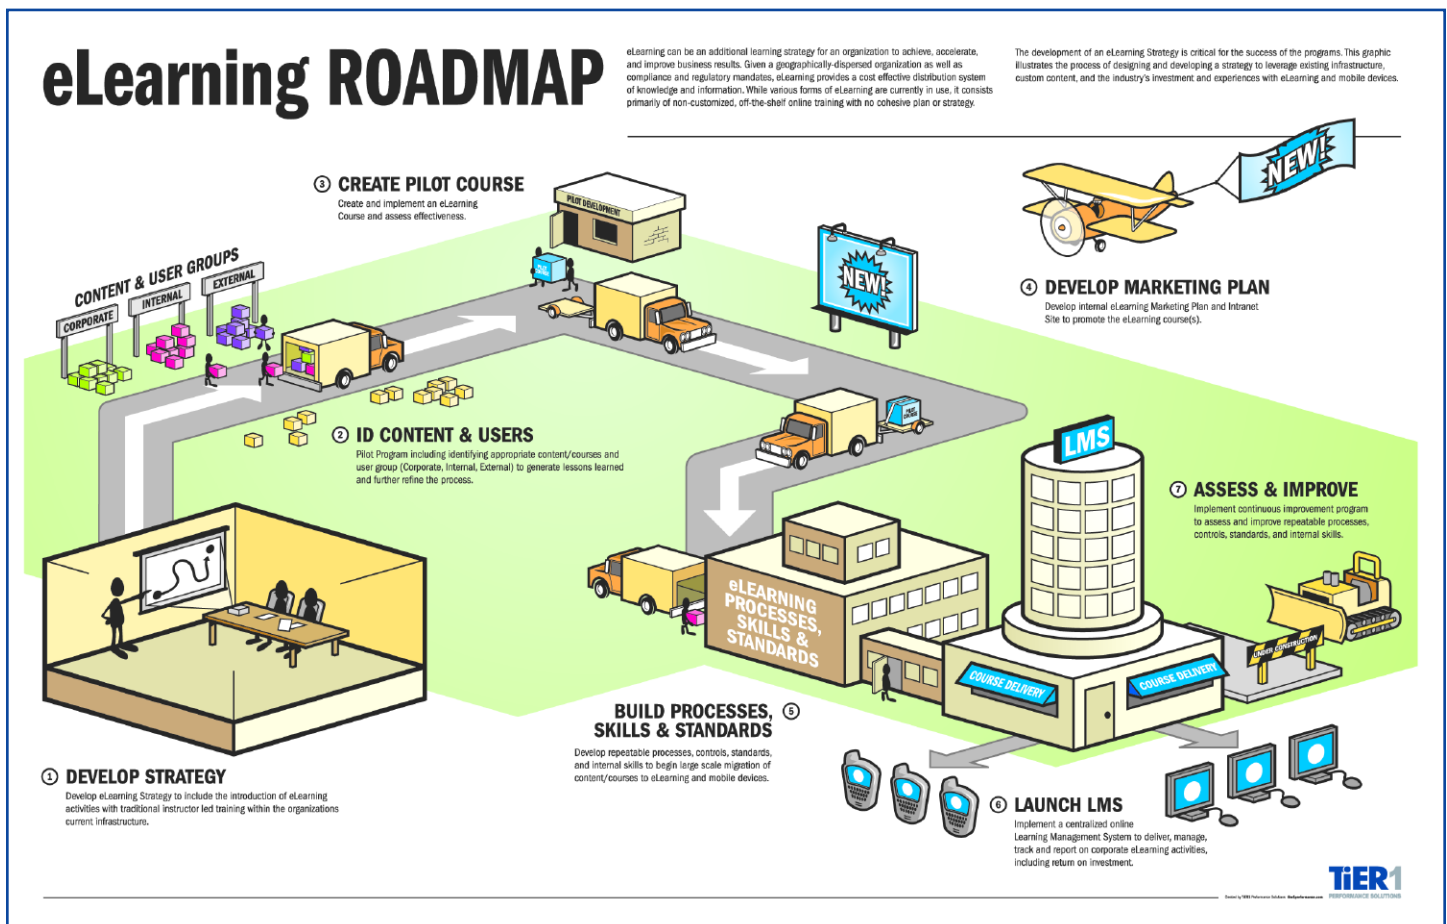 eLearning ROADMAP
eLearning can be an additional learning strategy for an organization to achieve, accelerate,
and improve business results. Given a geographically-dispersed organization as well as
compliance and regulatory mandates, eLearning provides a cost effective distribution system
of knowledge and information. While various forms of eLearning are currently in use, it consists
primarily of non-customized, off-the-shelf online training with no cohesive plan or strategy.
The development of an eLearning Strategy is critical for the success of the programs. This graphic
illustrates the process of designing and developing a strategy to leverage existing infrastructure,
custom content, and the industry's investment and experiences with eLearning and mobile devices.
NEW!
3 CREATE PILOT COURSE
Create and implement an eLearning
Course and assess effectiveness.
PILOT DEVELOPMENT
CONTENT & USER GROUPS
CORPORATE
INTERNAL
EXTERNAL
PILOT COURSE
NEW!
4 DEVELOP MARKETING PLAN
Develop internal eLearning Marketing Plan and Intranet
Site to promote the eLearning course(s).
2 ID CONTENT & USERS
Pilot Program including identifying appropriate content/courses and
user group (Corporate, Internal, External) to generate lessons learned
and further refine the process.
PILOT COURSE
LMS
7 ASSESS & IMPROVE
Implement continuous improvement program
to assess and improve repeatable processes,
controls, standards, and internal skills.
eLEARNING
PROCESSES,
SKILLS &
STANDARDS
UNDER CONSTRUCTION
COURSE DELIVERY
COURSE DELIVERY
BUILD PROCESSES, 5
SKILLS & STANDARDS
Develop repeatable processes, controls, standards,
and internal skills to begin large scale migration of
content/courses to eLearning and mobile devices.
1 DEVELOP STRATEGY
Develop eLearning Strategy to include the introduction of eLearning
activities with traditional instructor led training within the organizations
current infrastructure.
6 LAUNCH LMS
Implement a centralized online
Learning Management System to deliver, manage,
track and report on corporate eLearning activities,
including return on investment.
TiER1
PERFORMANCE SOLUTIONS
Created by TiER1 Performance Solutions tier1performance.com